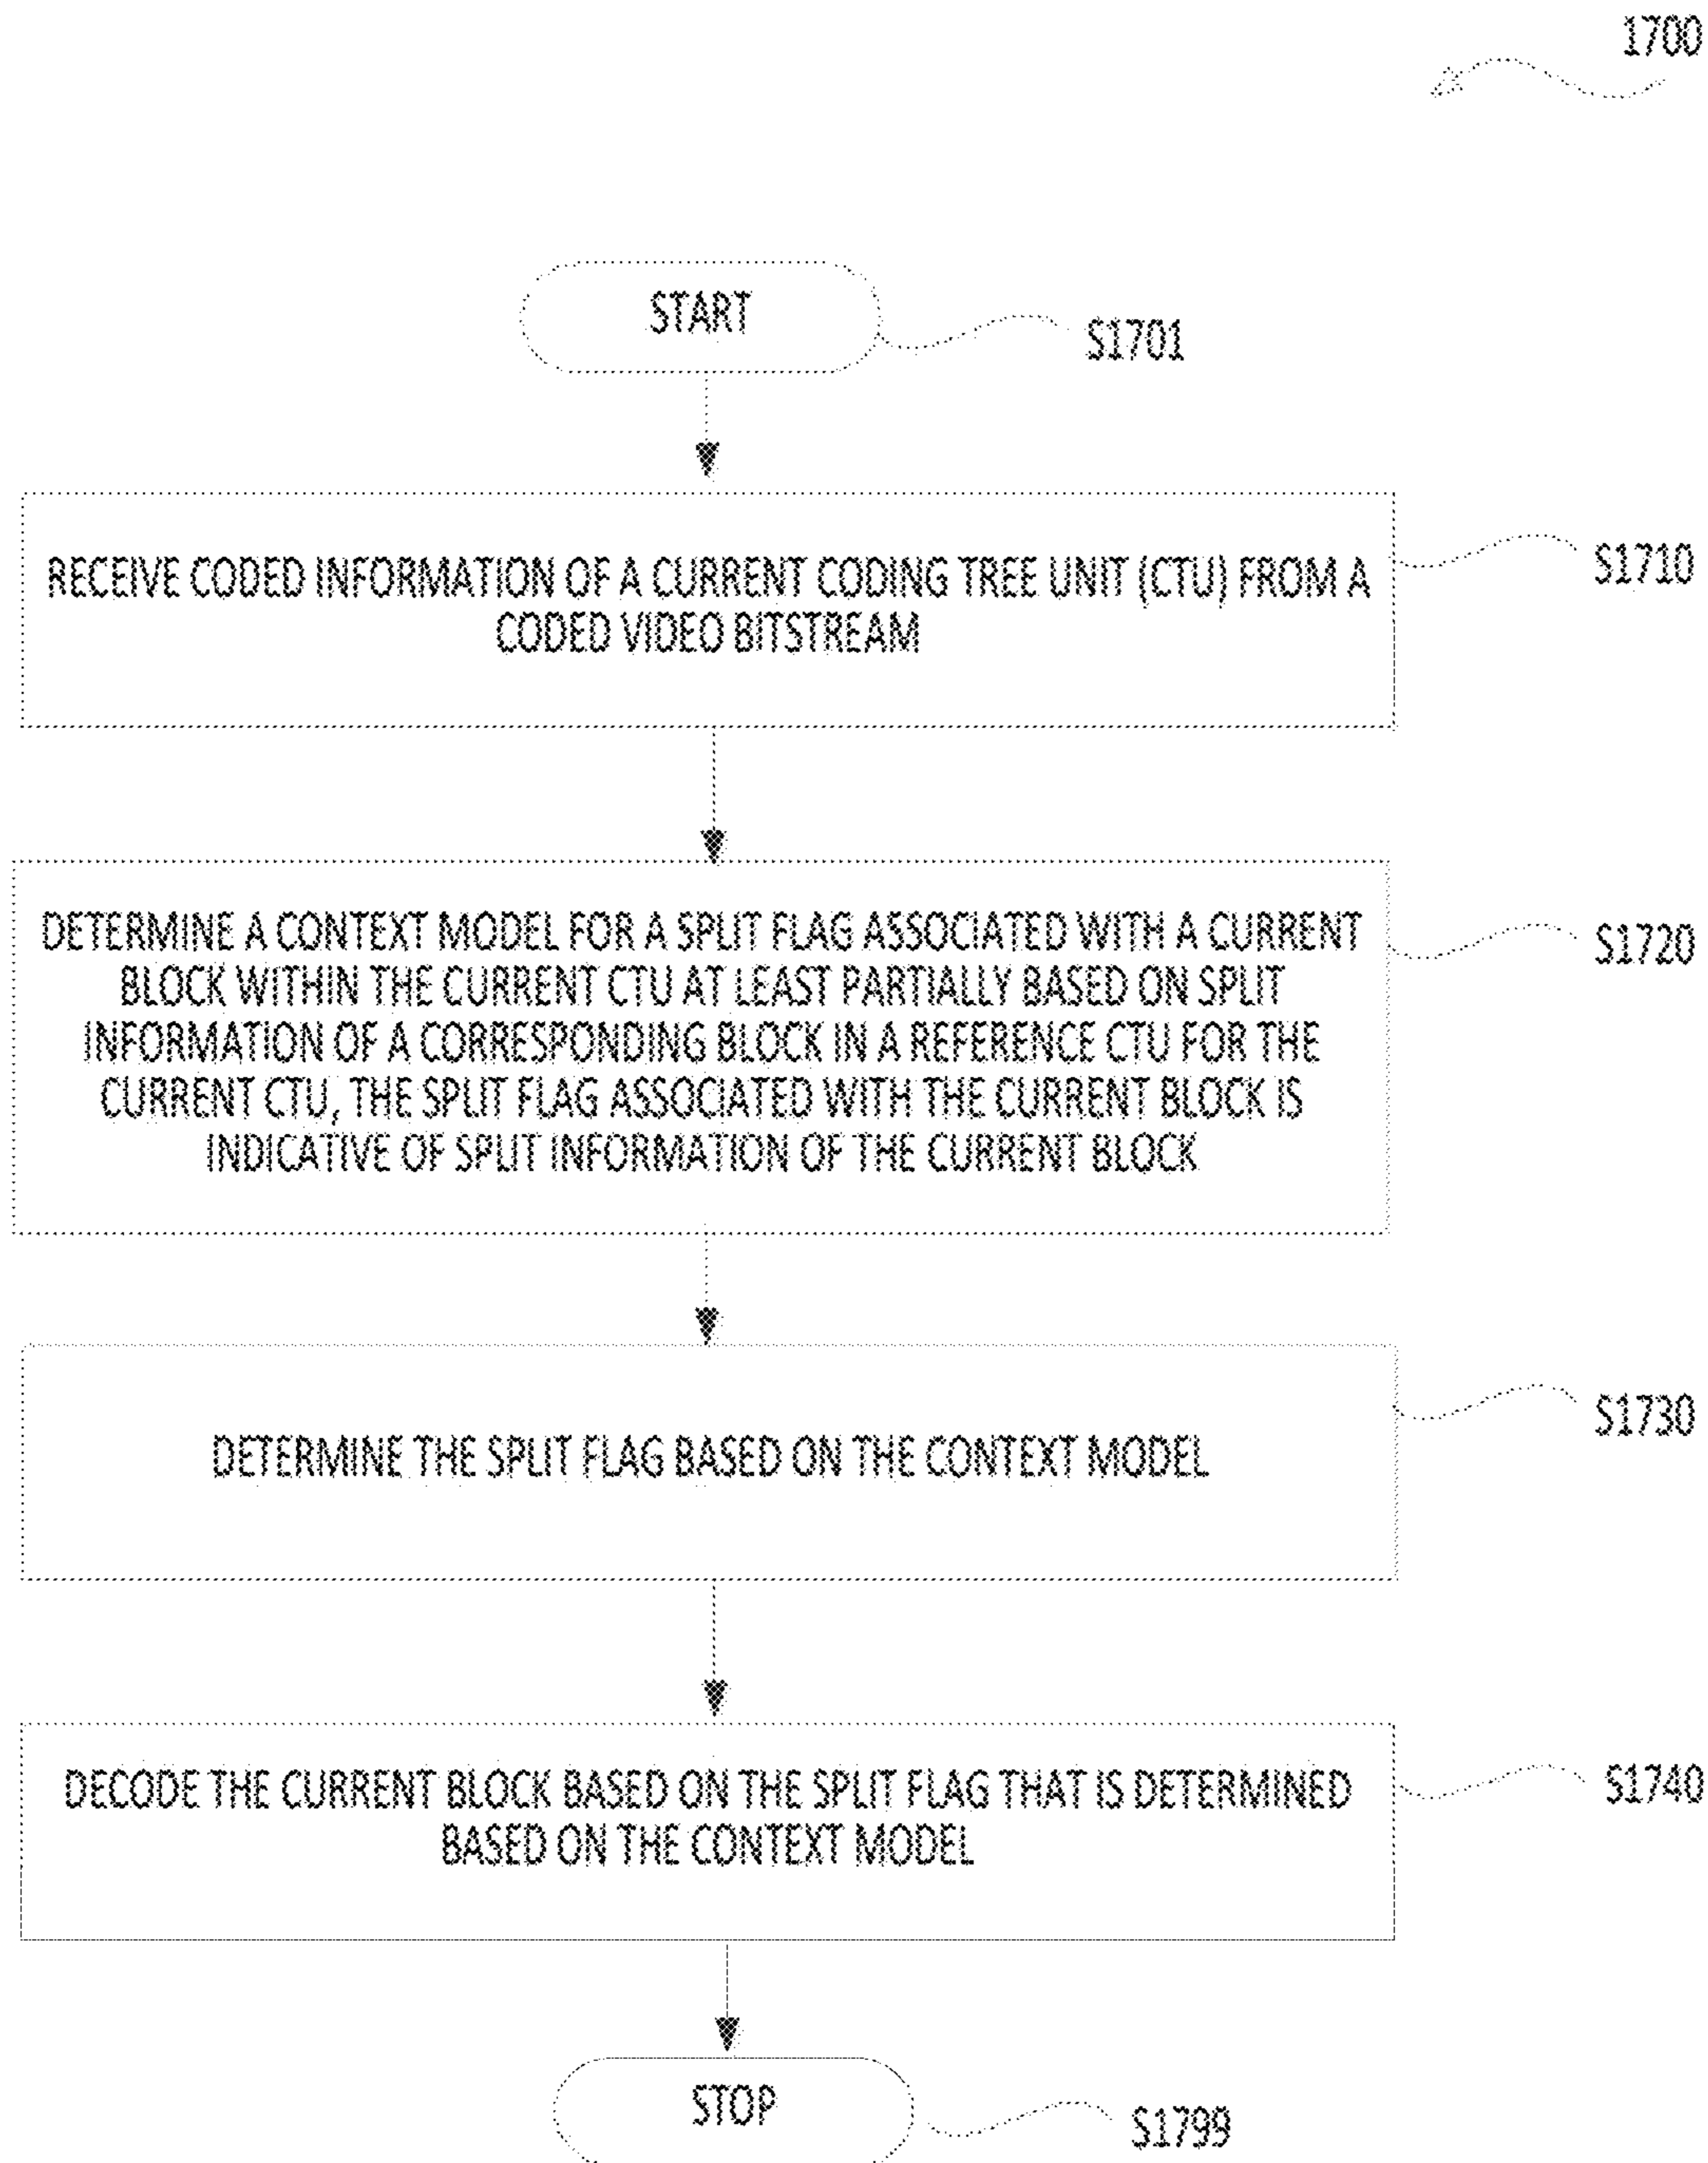 1700
START
S1701
RECEIVE CODED INFORMATION OF A CURRENT CODING TREE UNIT (CTU) FROM A
CODED VIDEO BITSTREAM
S1710
DETERMINE A CONTEXT MODEL FOR A SPLIT FLAG ASSOCIATED WITH A CURRENT
BLOCK WITHIN THE CURRENT CTU AT LEAST PARTIALLY BASED ON SPLIT
INFORMATION OF A CORRESPONDING BLOCK IN A REFERENCE CTU FOR THE
CURRENT CTU, THE SPLIT FLAG ASSOCIATED WITH THE CURRENT BLOCK IS
INDICATIVE OF SPLIT INFORMATION OF THE CURRENT BLOCK
S1720
DETERMINE THE SPLIT FLAG BASED ON THE CONTEXT MODEL
S1730
DECODE THE CURRENT BLOCK BASED ON THE SPLIT FLAG THAT IS DETERMINED
BASED ON THE CONTEXT MODEL
S1740
STOP
S1799